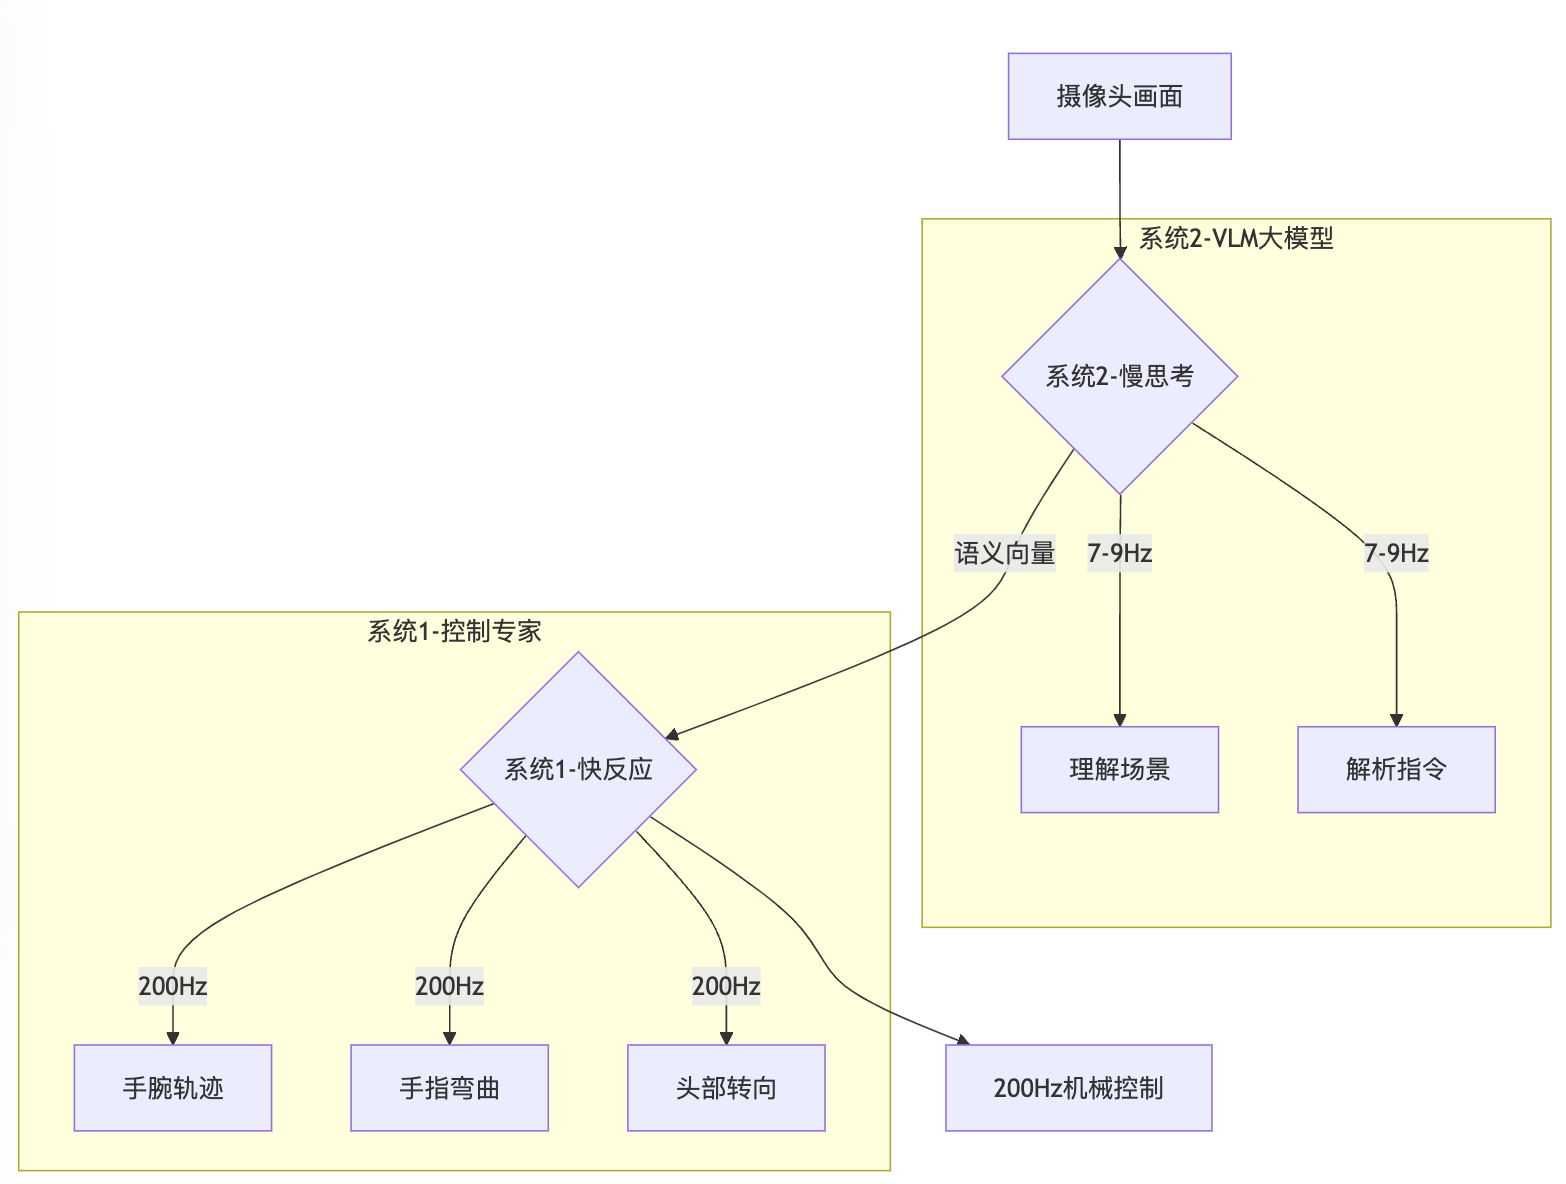 摄像头画面
系统2-VLM大模型
系统2-慢思考
语义向量
7-9Hz
7-9Hz
系统1-控制专家
系统1-快反应
理解场景
解析指令
200Hz
200Hz
200Hz
手腕轨迹
手指弯曲
头部转向
200Hz机械控制